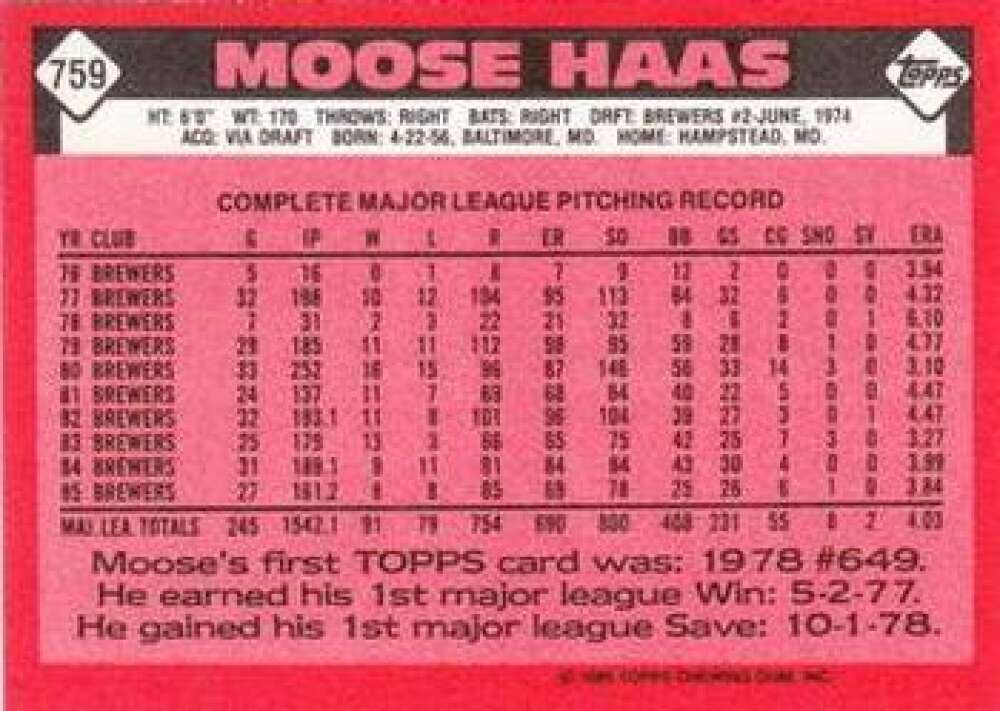 759
MOOSE HAAS
topps
HT: 6'0" WT: 170 THROWS: RIGHT BATS: RIGHT DRFT: BREWERS #2-JUNE, 1974
ACQ: VIA DRAFT BORN: 4-22-56, BALTIMORE, MD. HOME: HAMPSTEAD, MD.
COMPLETE MAJOR LEAGUE PITCHING RECORD
YR CLUB G IP W L R ER SO BB GS CG SHO SV ERA
76 BREWERS 5 16 0 1 8 7 9 12 2 0 0 0 3.94
77 BREWERS 32 198 10 12 104 95 113 84 32 6 0 0 4.32
78 BREWERS 7 31 2 3 22 21 32 8 6 2 0 1 6.10
79 BREWERS 29 185 11 11 112 98 95 59 28 8 1 0 4.77
80 BREWERS 33 252 16 15 96 87 146 56 33 14 3 0 3.10
81 BREWERS 24 137 11 7 69 68 64 40 22 5 0 0 4.47
82 BREWERS 32 193.1 11 8 101 96 104 39 27 3 0 1 4.47
83 BREWERS 25 179 13 3 66 65 75 42 25 7 3 0 3.27
84 BREWERS 31 189.1 9 11 91 84 84 43 30 4 0 0 3.99
85 BREWERS 27 161.2 8 8 85 69 78 25 26 6 1 0 3.84
MAJ. LEA. TOTALS 245 1542.1 91 79 754 690 800 408 231 55 8 2 4.03
Moose's first TOPPS card was: 1978 #649.
He earned his 1st major league Win: 5-2-77.
He gained his 1st major league Save: 10-1-78.
© TOPPS CHEWING GUM, INC.